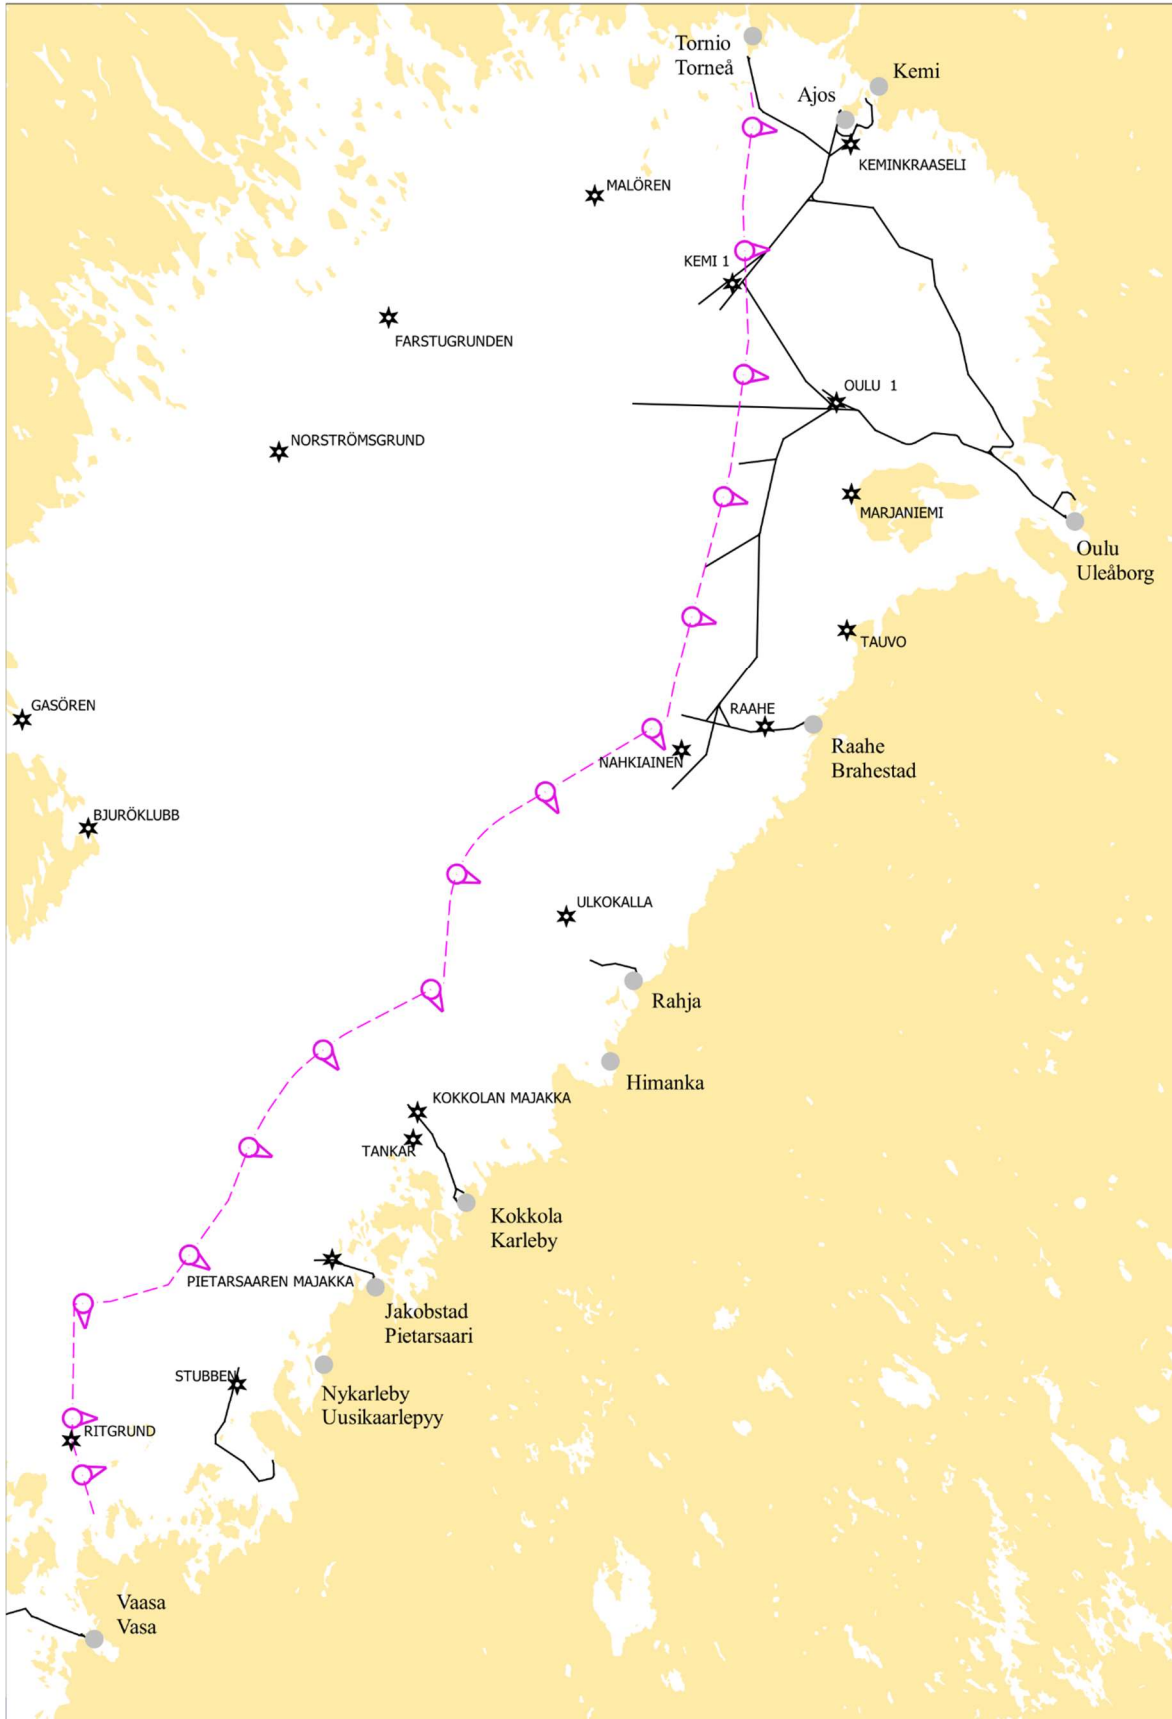 Tornio
Torneå
Kemi
Ajos
KEMINKRAASELI
MALÖREN
KEMI 1
FARSTUGRUNDEN
OULU 1
NORSTRÖMSGRUND
MARJANIEMI
Oulu
Uleåborg
TAUVO
GASÖREN
RAAHE
Raahe
Brahestad
NAHKIAINEN
BJURÖKLUBB
ULKOKALLA
Rahja
Himanka
KOKKOLAN MAJAKKA
TANKAR
Kokkola
Karleby
PIETARSAAREN MAJAKKA
Jakobstad
Pietarsaari
STUBBEN
Nykarleby
Uusikaarlepyy
RITGRUND
Vaasa
Vasa